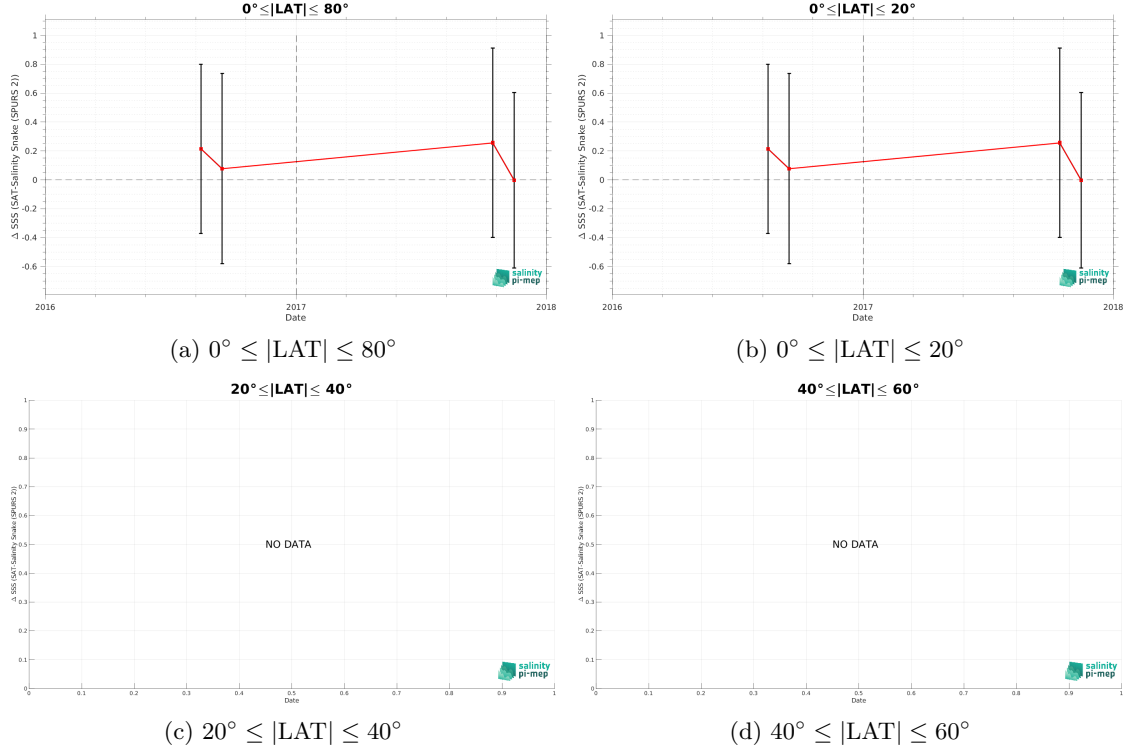 0°≤|LAT|≤ 80°
Δ SSS (SAT-Salinity Snake (SPURS 2))
1
0.8
0.6
0.4
0.2
0
-0.2
-0.4
-0.6
salinity
pi-mep
2016
2017
2018
Date
(a) 0° ≤ |LAT| ≤ 80°
0°≤|LAT|≤ 20°
Δ SSS (SAT-Salinity Snake (SPURS 2))
1
0.8
0.6
0.4
0.2
0
-0.2
-0.4
-0.6
salinity
pi-mep
2016
2017
2018
Date
(b) 0° ≤ |LAT| ≤ 20°
20°≤|LAT|≤ 40°
Δ SSS (SAT-Salinity Snake (SPURS 2))
1
0.9
0.8
0.7
0.6
0.5
0.4
0.3
0.2
0.1
0
NO DATA
salinity
pi-mep
0 0.1 0.2 0.3 0.4 0.5 0.6 0.7 0.8 0.9 1
Date
(c) 20° ≤ |LAT| ≤ 40°
40°≤|LAT|≤ 60°
Δ SSS (SAT-Salinity Snake (SPURS 2))
1
0.9
0.8
0.7
0.6
0.5
0.4
0.3
0.2
0.1
0
NO DATA
salinity
pi-mep
0 0.1 0.2 0.3 0.4 0.5 0.6 0.7 0.8 0.9 1
Date
(d) 40° ≤ |LAT| ≤ 60°